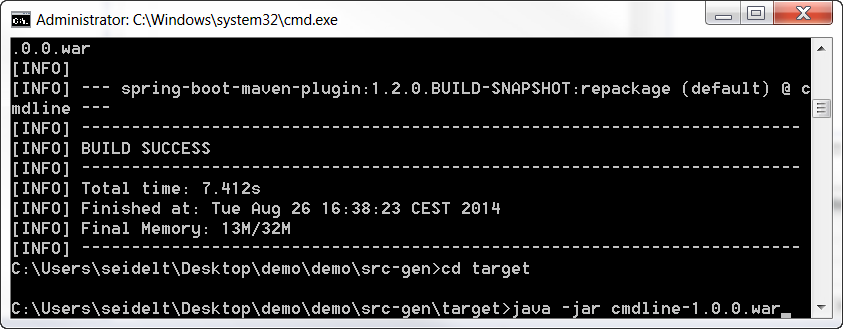 Administrator: C:\Windows\system32\cmd.exe
.0.0.war
[INFO]
[INFO] --- spring-boot-maven-plugin:1.2.0.BUILD-SNAPSHOT:repackage (default) @ c
mdline ---
[INFO] ------------------------------------------------------------------------
[INFO] BUILD SUCCESS
[INFO] ------------------------------------------------------------------------
[INFO] Total time: 7.412s
[INFO] Finished at: Tue Aug 26 16:38:23 CEST 2014
[INFO] Final Memory: 13M/32M
[INFO] ------------------------------------------------------------------------
C:\Users\seidelt\Desktop\demo\demo\src-gen>cd target
C:\Users\seidelt\Desktop\demo\demo\src-gen\target>java -jar cmdline-1.0.0.war